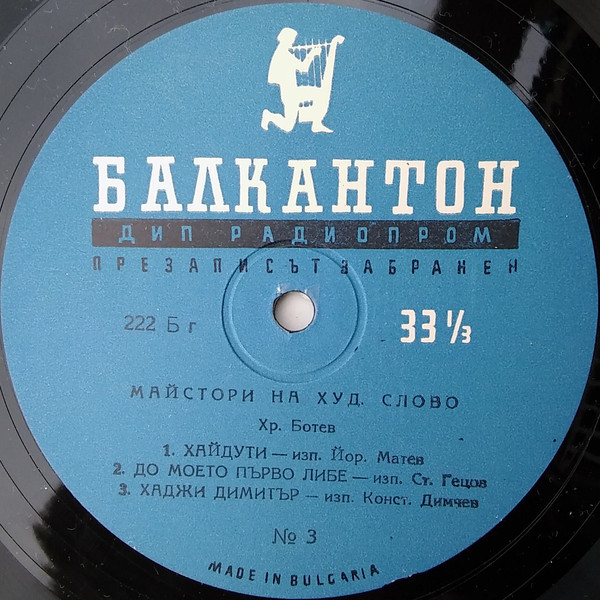 БАЛКАНТОН
ДИП РАДИОПРОМ
ПРЕЗАПИСЪТ ЗАБРАНЕН
222 Б г 33 1/3
МАЙСТОРИ НА ХУД. СЛОВО
Хр. Ботев
1. ХАЙДУТИ — изп. Йор. Матев
2. ДО МОЕТО ПЪРВО ЛИБЕ — изп. Ст. Гецов
3. ХАДЖИ ДИМИТЪР — изп. Конст. Димчев
№ 3
MADE IN BULGARIA